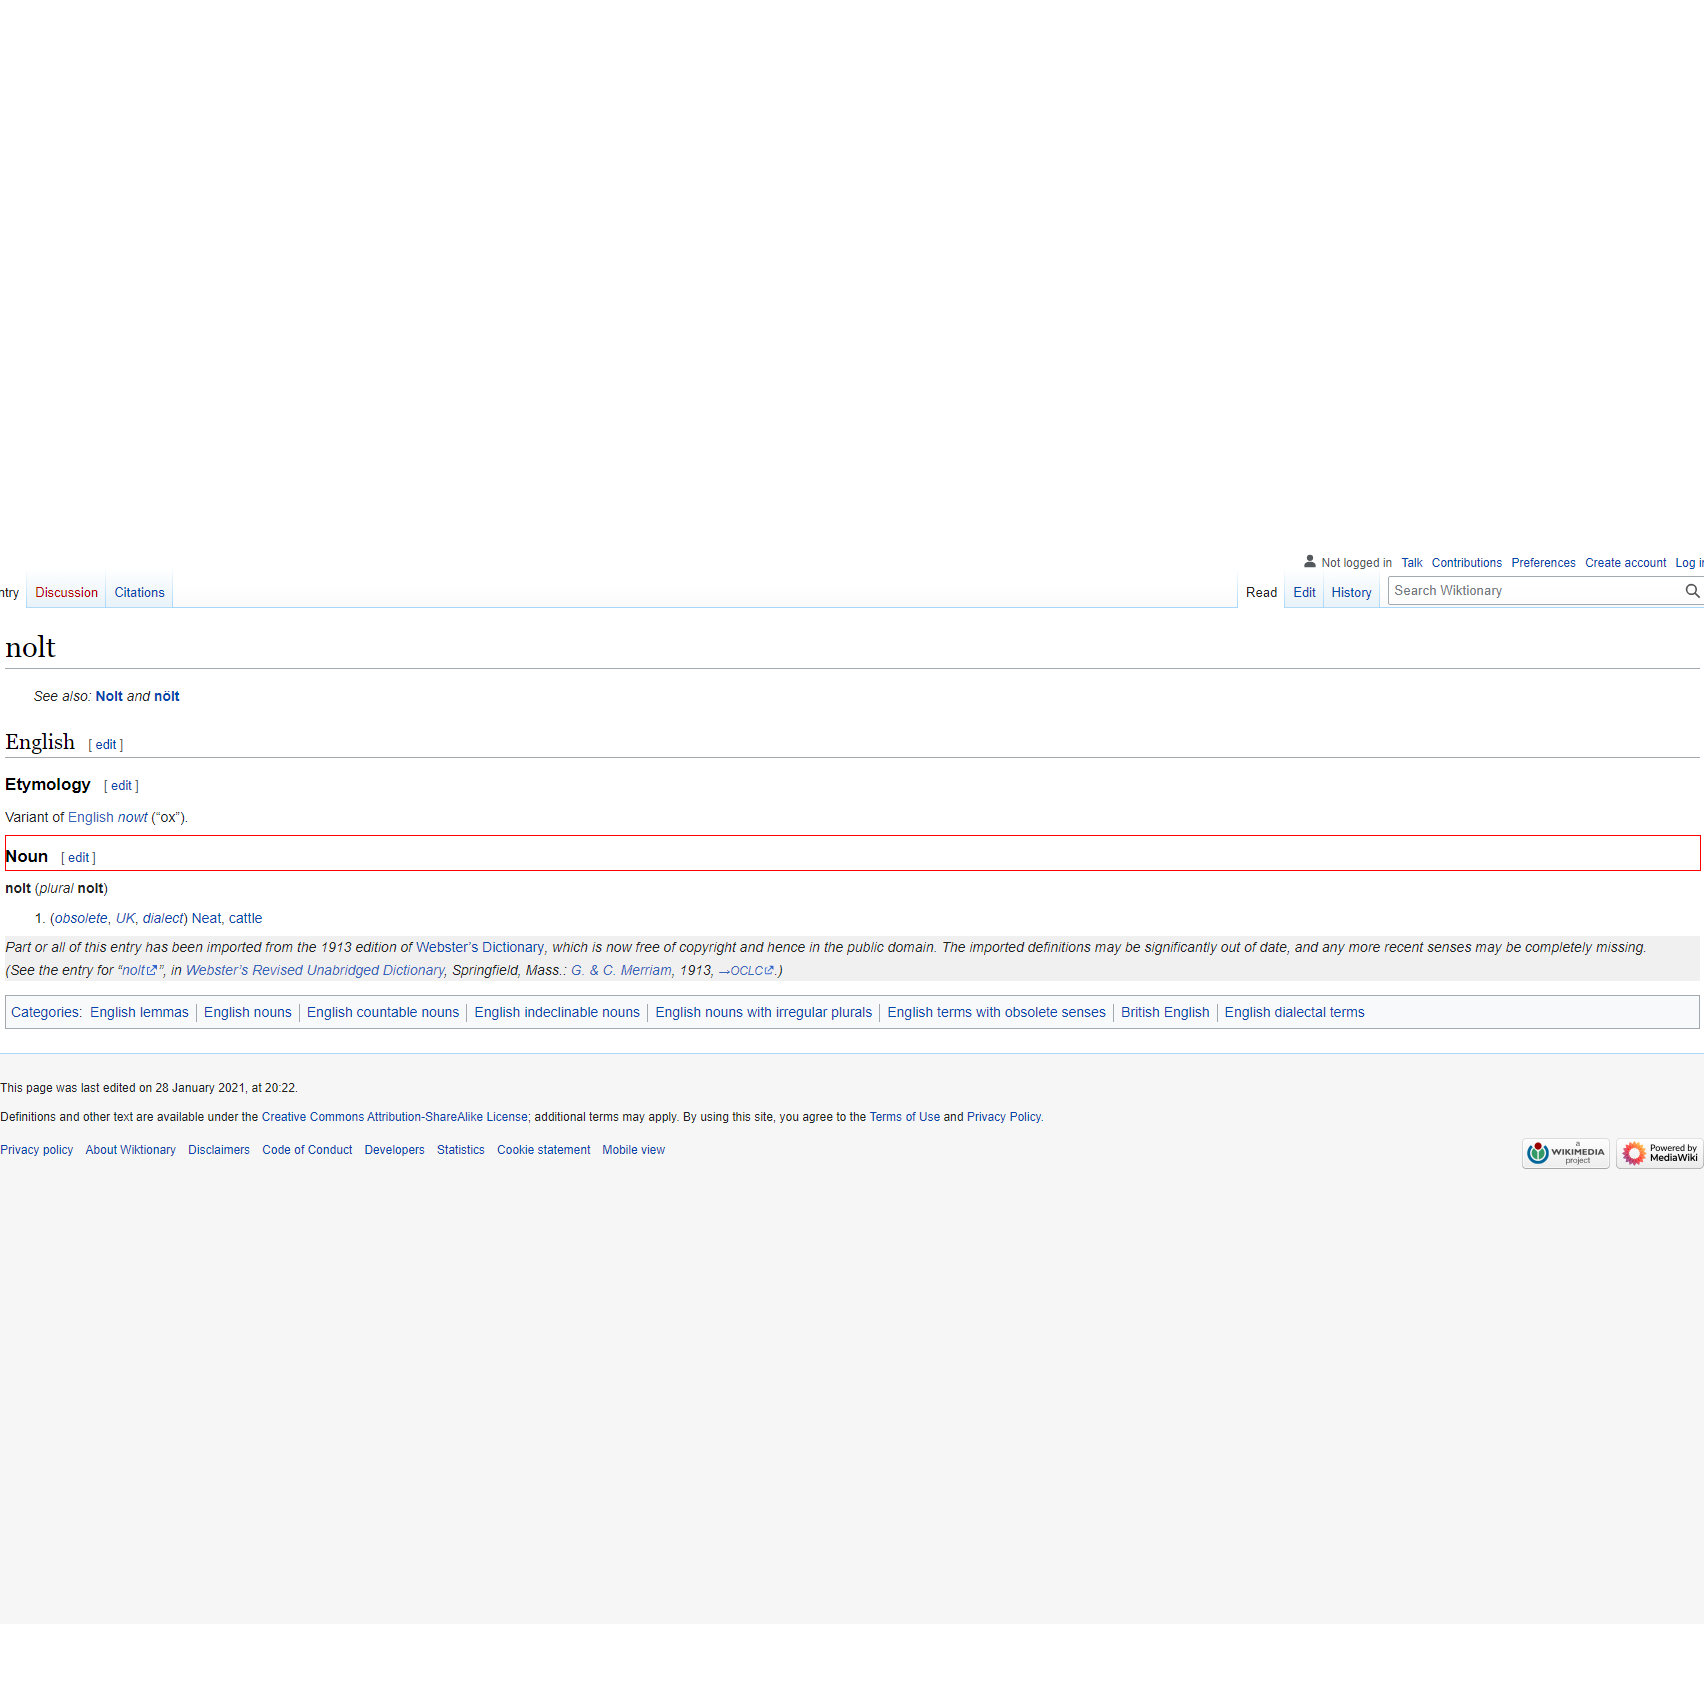 Not logged in Talk Contributions Preferences Create account Log in
ntry Discussion Citations Read Edit History Search Wiktionary
nolt
See also: Nolt and nölt
English [ edit ]
Etymology [ edit ]
Variant of English nowt (“ox”).
Noun [ edit ]
nolt (plural nolt)
1. (obsolete, UK, dialect) Neat, cattle
Part or all of this entry has been imported from the 1913 edition of Webster’s Dictionary, which is now free of copyright and hence in the public domain. The imported definitions may be significantly out of date, and any more recent senses may be completely missing.
(See the entry for “nolt”, in Webster’s Revised Unabridged Dictionary, Springfield, Mass.: G. & C. Merriam, 1913, →OCLC.)
Categories: English lemmas English nouns English countable nouns English indeclinable nouns English nouns with irregular plurals English terms with obsolete senses British English English dialectal terms
This page was last edited on 28 January 2021, at 20:22.
Definitions and other text are available under the Creative Commons Attribution-ShareAlike License; additional terms may apply. By using this site, you agree to the Terms of Use and Privacy Policy.
Privacy policy About Wiktionary Disclaimers Code of Conduct Developers Statistics Cookie statement Mobile view
a
WIKIMEDIA
project
Powered by
MediaWiki